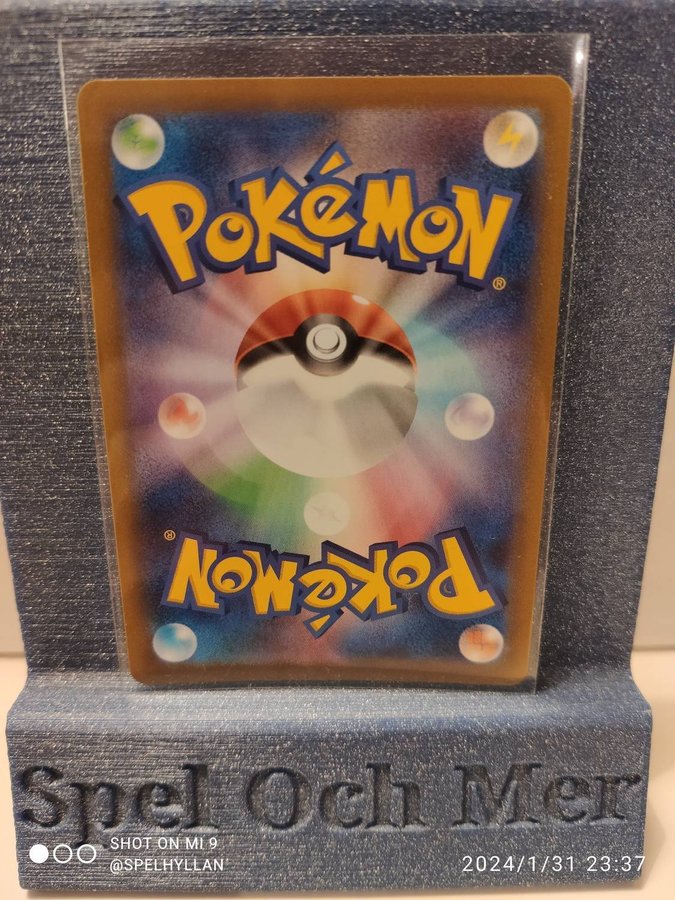 POKéMON
®
®
POKéMON
Spel Och Mer
SHOT ON MI 9
@SPELHYLLAN
2024/1/31 23:37